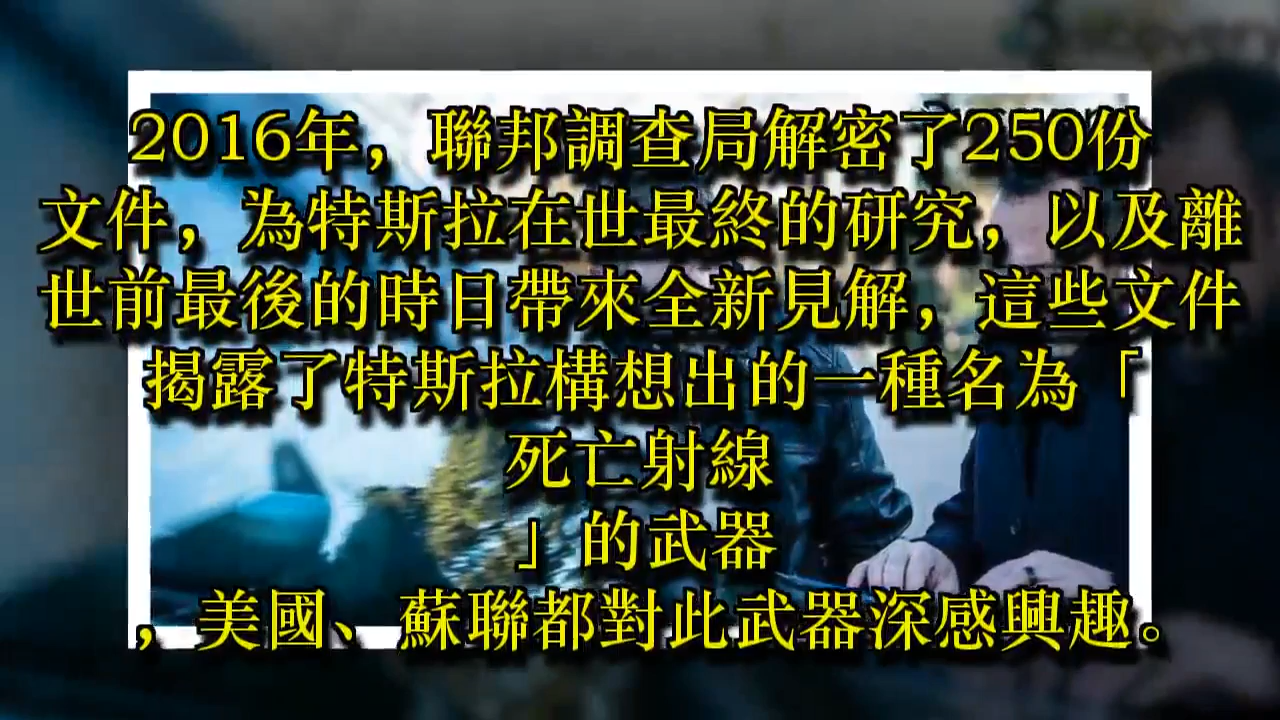 2016年，聯邦調查局解密了250份
文件，為特斯拉在世最終的研究，以及離
世前最後的時日帶來全新見解，這些文件
揭露了特斯拉構想出的一種名為「
死亡射線
」的武器
，美國、蘇聯都對此武器深感興趣。